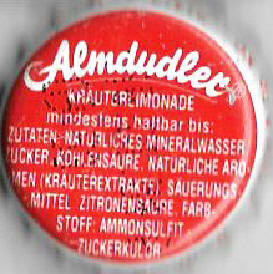 Almdudler
KRÄUTERLIMONADE
mindestens haltbar bis:
ZUTATEN: NATÜRLICHES MINERALWASSER
ZUCKER, KOHLENSÄURE, NATÜRLICHE ARO-
MEN (KRÄUTEREXTRAKTE), SÄUERUNGS-
MITTEL ZITRONENSÄURE, FARB-
STOFF: AMMONSULFIT-
ZUCKERKULÖR